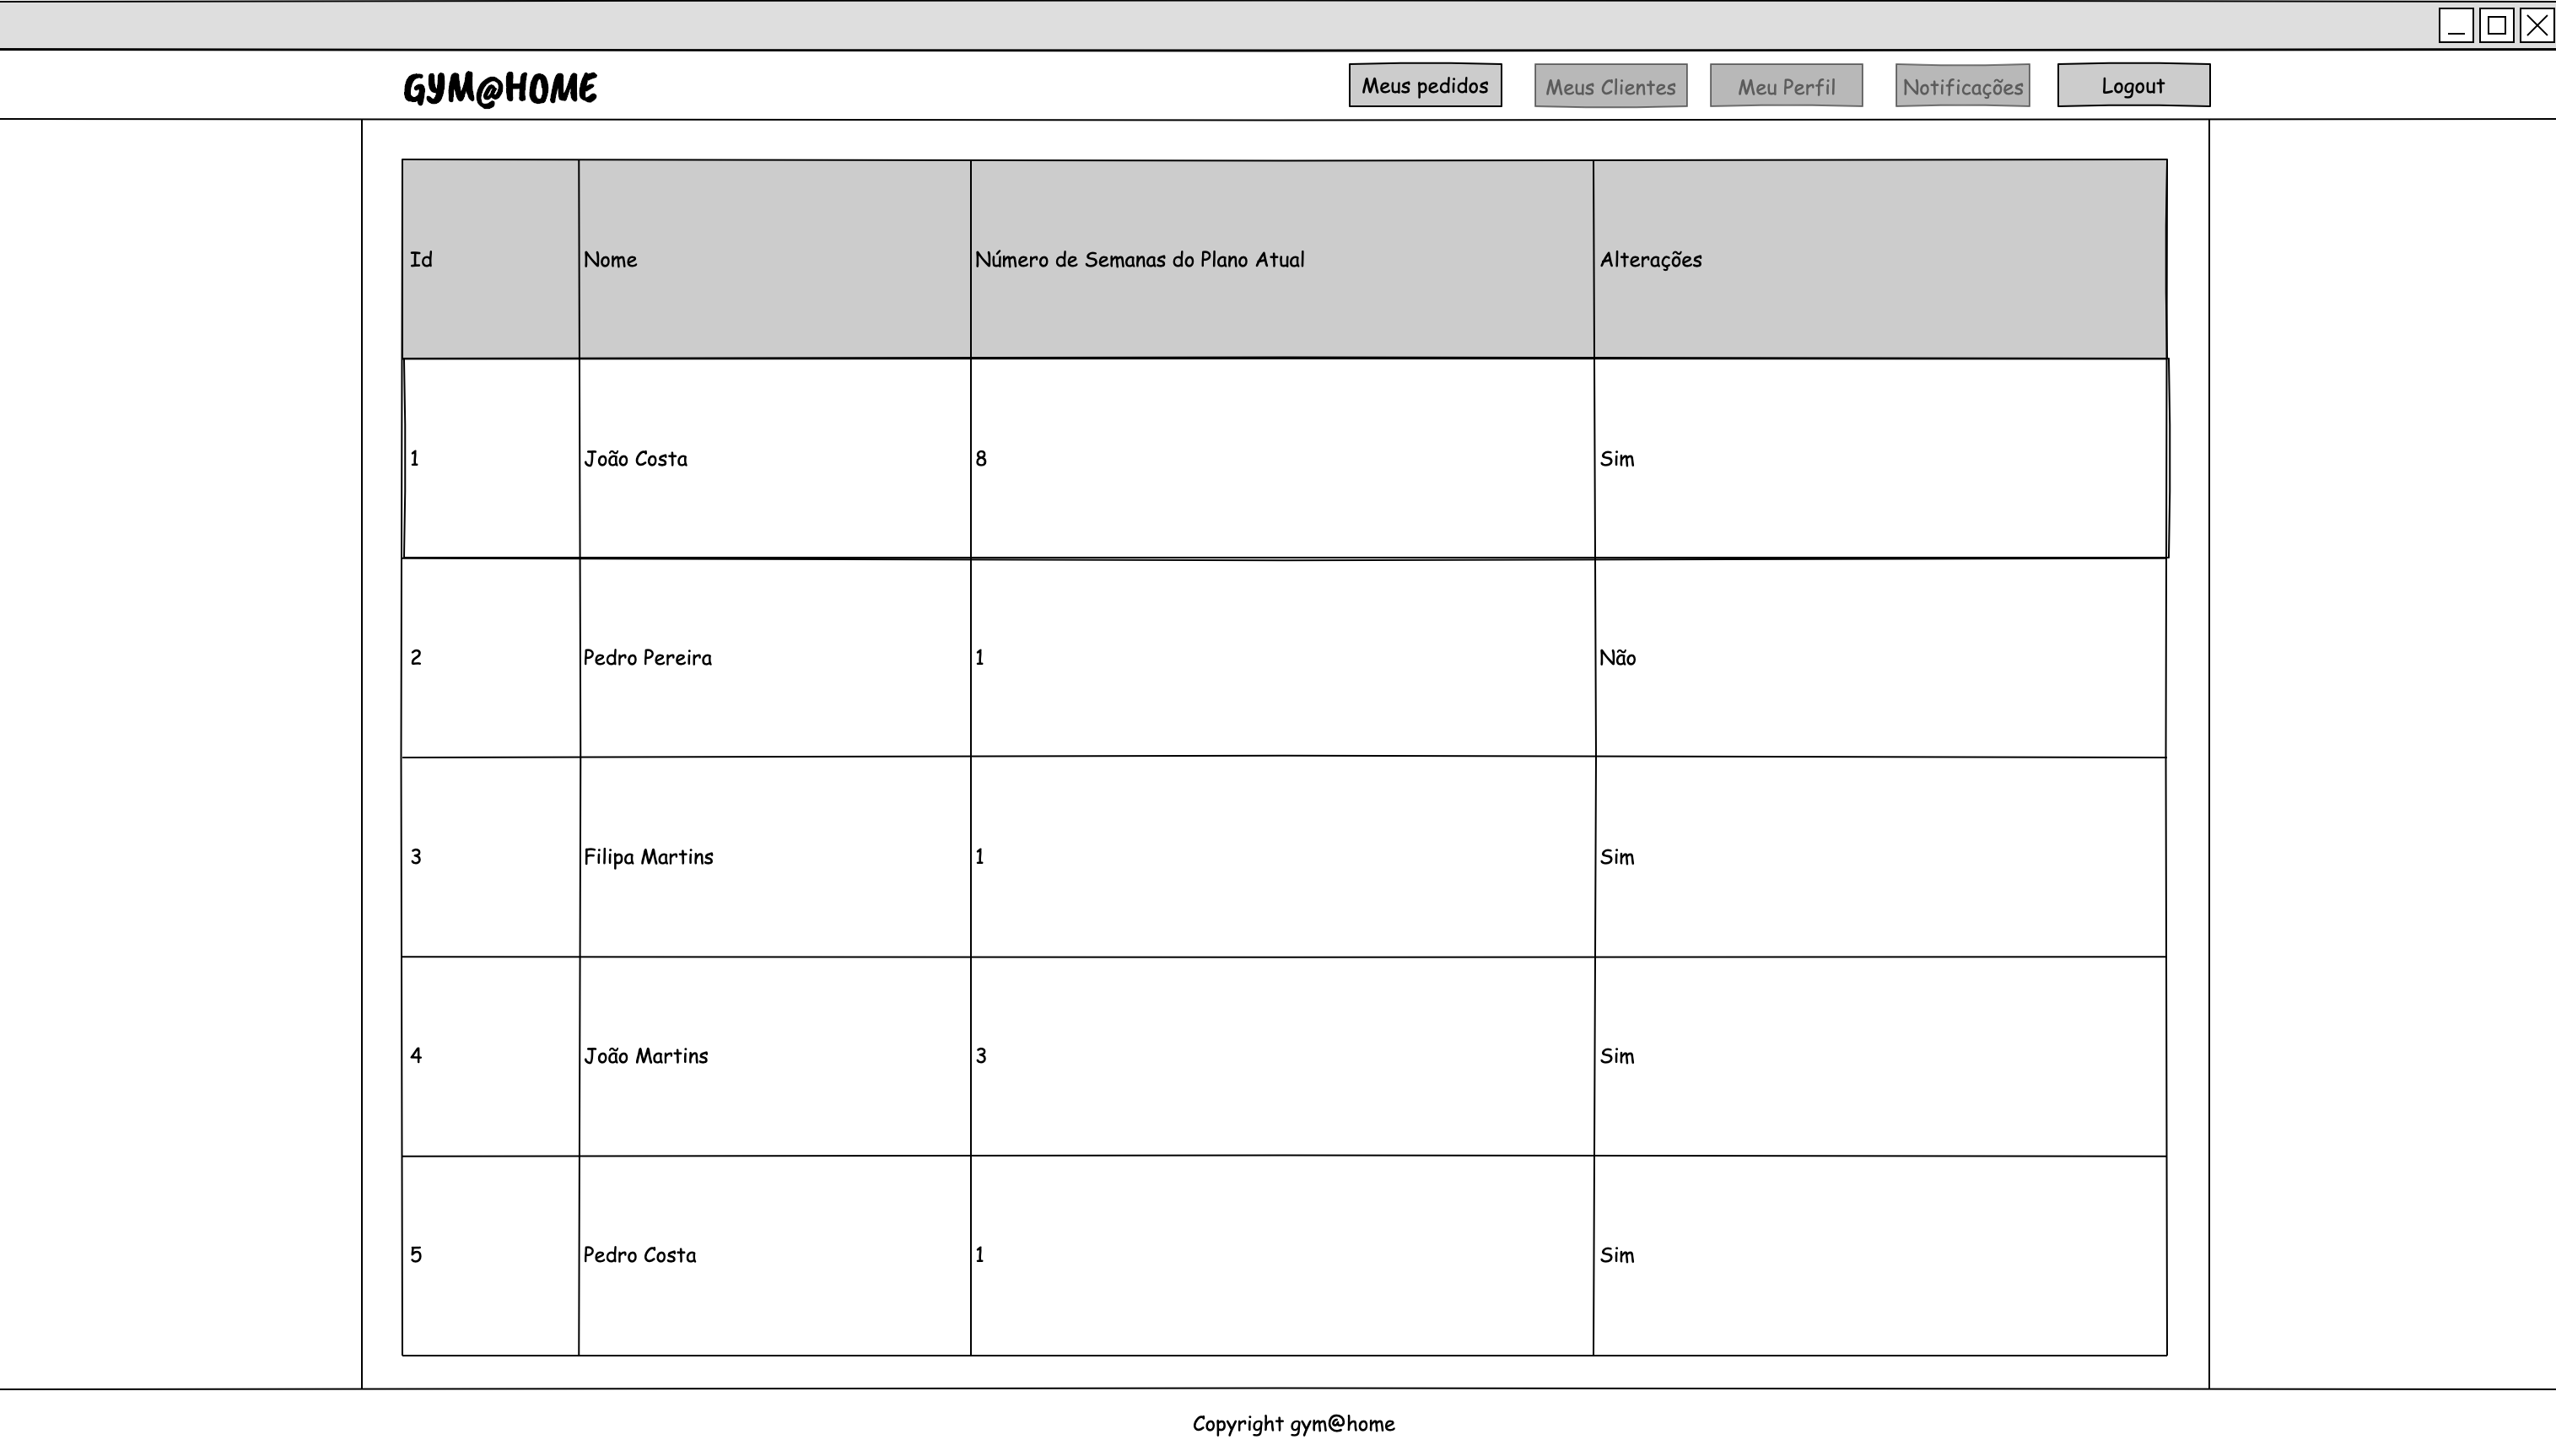 GYM@HOME Meus pedidos Meus Clientes Meu Perfil Notificações Logout
Id Nome Número de Semanas do Plano Atual Alterações
1 João Costa 8 Sim
2 Pedro Pereira 1 Não
3 Filipa Martins 1 Sim
4 João Martins 3 Sim
5 Pedro Costa 1 Sim
Copyright gym@home